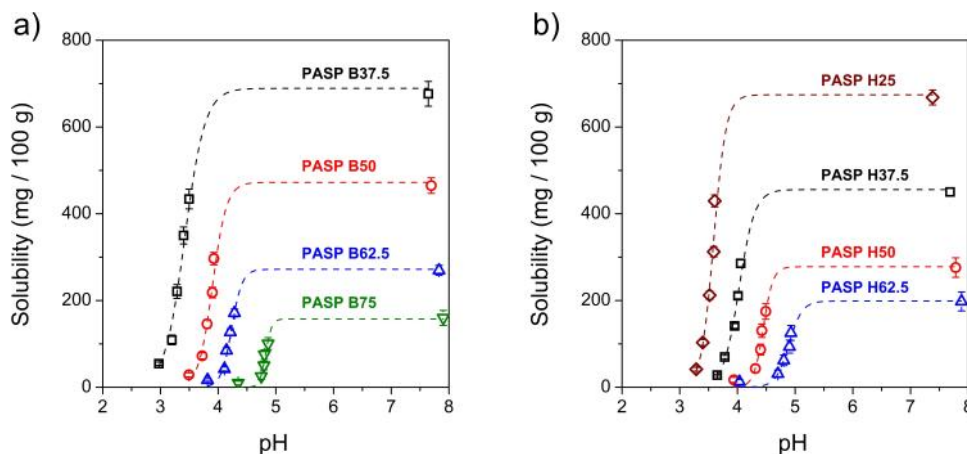 a)
800
600
400
200
0
Solubility (mg / 100 g)
PASP B37.5
PASP B50
PASP B62.5
PASP B75
2 3 4 5 6 7 8
pH
b)
800
600
400
200
0
Solubility (mg / 100 g)
PASP H25
PASP H37.5
PASP H50
PASP H62.5
2 3 4 5 6 7 8
pH